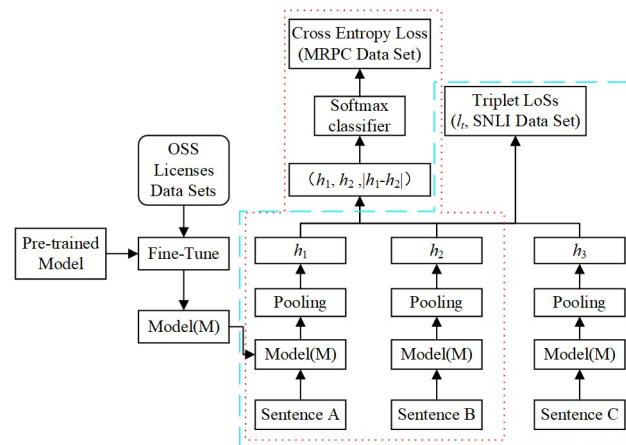 Cross Entropy Loss
(MRPC Data Set)
Softmax
classifier
Triplet LoSs
(lt, SNLI Data Set)
OSS
Licenses
Data Sets
(h1, h2 ,|h1-h2|)
Pre-trained
Model
Fine-Tune
h1
h2
h3
Pooling
Pooling
Pooling
Model(M)
Model(M)
Model(M)
Model(M)
Sentence A
Sentence B
Sentence C